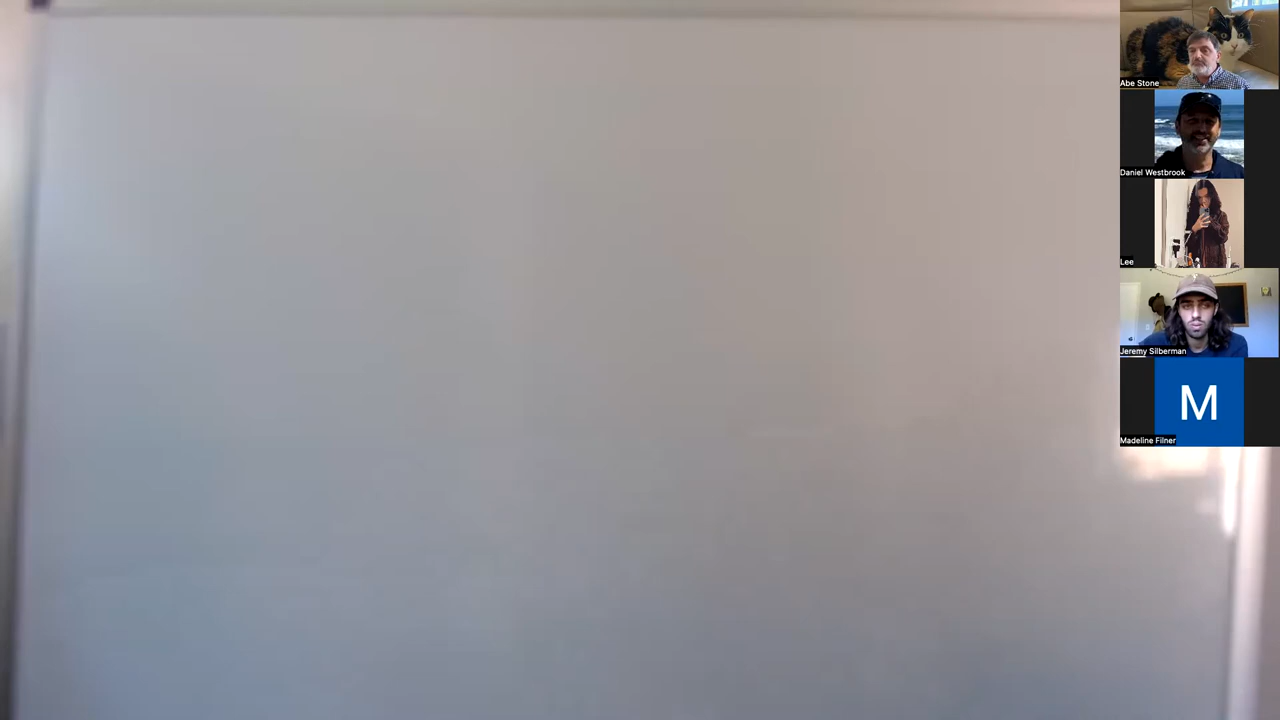 Abe Stone
Daniel Westbrook
Lee
Jeremy Silberman
M
Madeline Filner